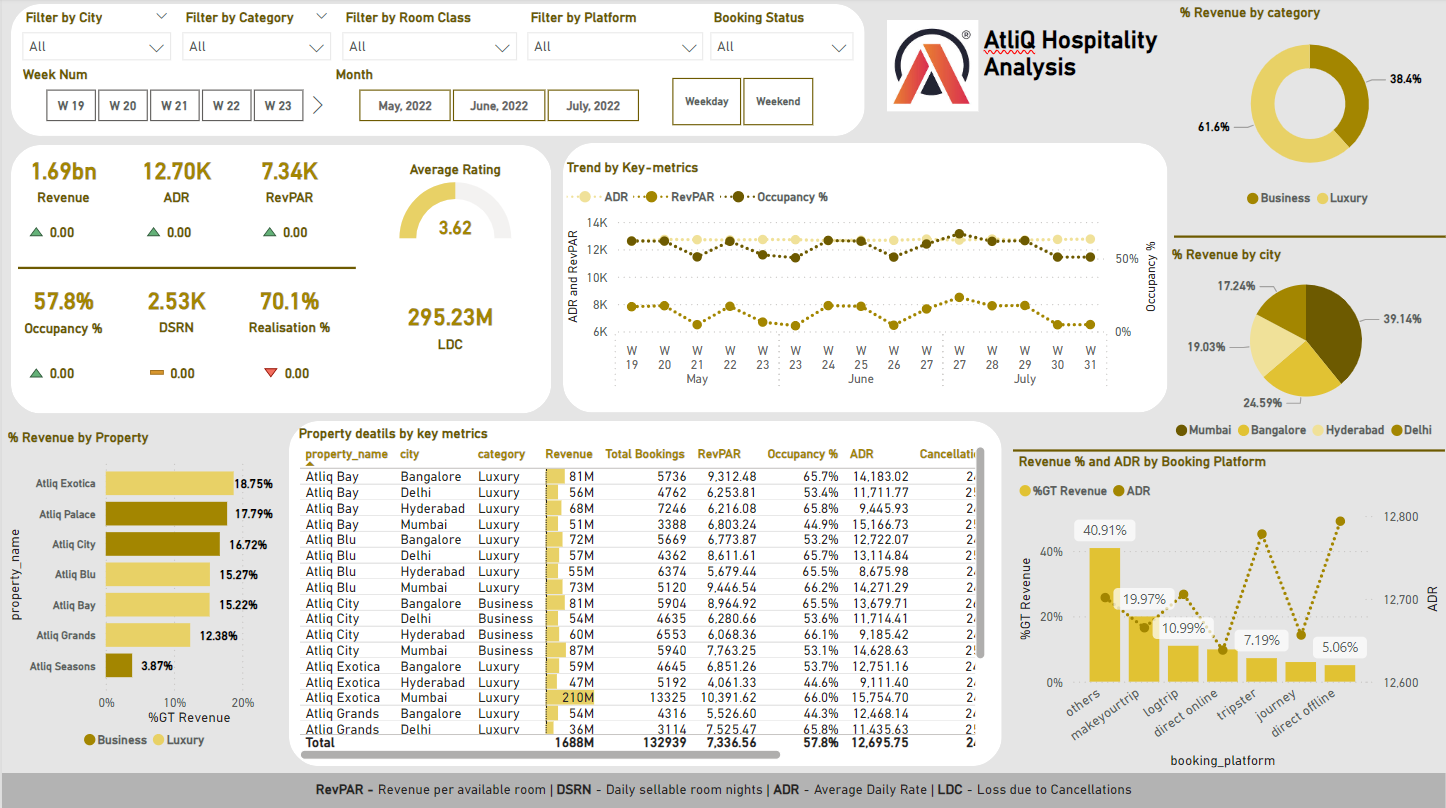 Filter by City
All
Filter by Category
All
Filter by Room Class
All
Filter by Platform
All
Booking Status
All
Week Num
W 19 W 20 W 21 W 22 W 23
Month
May, 2022 June, 2022 July, 2022
Weekday Weekend
®
AtliQ Hospitality
Analysis
% Revenue by category
38.4%
61.6%
Business Luxury
1.69bn
Revenue
0.00
12.70K
ADR
0.00
7.34K
RevPAR
0.00
57.8%
Occupancy %
0.00
2.53K
DSRN
0.00
70.1%
Realisation %
0.00
Average Rating
3.62
295.23M
LDC
Trend by Key-metrics
ADR RevPAR Occupancy %
ADR and RevPAR
14K
12K
10K
8K
6K
50%
0%
Occupancy %
W W W W W W W W W W W W W W W
19 20 21 22 23 23 24 25 26 27 27 28 29 30 31
May June July
% Revenue by city
17.24%
39.14%
19.03%
24.59%
Mumbai Bangalore Hyderabad Delhi
% Revenue by Property
property_name
Atliq Exotica 18.75%
Atliq Palace 17.79%
Atliq City 16.72%
Atliq Blu 15.27%
Atliq Bay 15.22%
Atliq Grands 12.38%
Atliq Seasons 3.87%
0% 10% 20%
%GT Revenue
Business Luxury
Property deatils by key metrics
property_name city category Revenue Total Bookings RevPAR Occupancy % ADR Cancellati
Atliq Bay Bangalore Luxury 81M 5736 9,312.48 65.7% 14,183.02
Atliq Bay Delhi Luxury 56M 4762 6,253.81 53.4% 11,711.77
Atliq Bay Hyderabad Luxury 68M 7246 6,216.08 65.8% 9,445.93
Atliq Bay Mumbai Luxury 51M 3388 6,803.24 44.9% 15,166.73
Atliq Blu Bangalore Luxury 72M 5669 6,773.87 53.2% 12,722.07
Atliq Blu Delhi Luxury 57M 4362 8,611.61 65.7% 13,114.84
Atliq Blu Hyderabad Luxury 55M 6374 5,679.44 65.5% 8,675.98
Atliq Blu Mumbai Luxury 73M 5120 9,446.54 66.2% 14,271.29
Atliq City Bangalore Business 81M 5904 8,964.92 65.5% 13,679.71
Atliq City Delhi Business 54M 4635 6,280.66 53.6% 11,714.41
Atliq City Hyderabad Business 60M 6553 6,068.36 66.1% 9,185.42
Atliq City Mumbai Business 87M 5940 7,763.25 53.1% 14,628.63
Atliq Exotica Bangalore Luxury 59M 4645 6,851.26 53.7% 12,751.16
Atliq Exotica Hyderabad Luxury 47M 5192 4,061.33 44.6% 9,111.40
Atliq Exotica Mumbai Luxury 210M 13325 10,391.62 66.0% 15,754.70
Atliq Grands Bangalore Luxury 54M 4316 5,526.60 44.3% 12,468.14
Atliq Grands Delhi Luxury 36M 3114 7,525.47 65.8% 11,435.63
Total 1688M 132939 7,336.56 57.8% 12,695.75
Revenue % and ADR by Booking Platform
%GT Revenue ADR
%GT Revenue
40%
20%
0%
40.91%
19.97%
10.99%
7.19%
5.06%
12,800
12,700
12,600
ADR
others
makeyourtrip
logtrip
direct online
tripster
journey
direct offline
booking_platform
RevPAR - Revenue per available room | DSRN - Daily sellable room nights | ADR - Average Daily Rate | LDC - Loss due to Cancellations